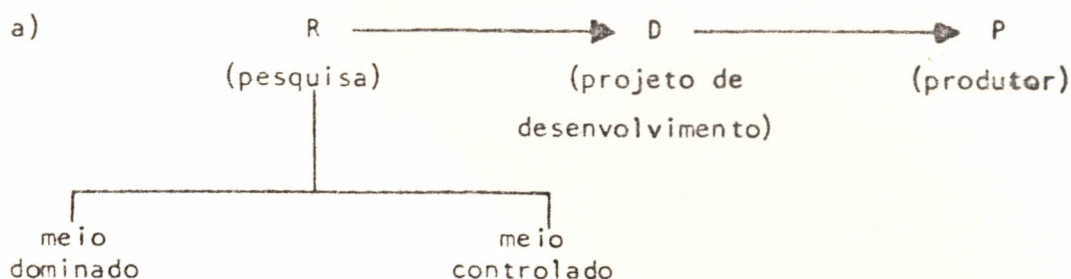 a) R D P
(pesquisa) (projeto de (produtor)
desenvolvimento)
meio meio
dominado controlado